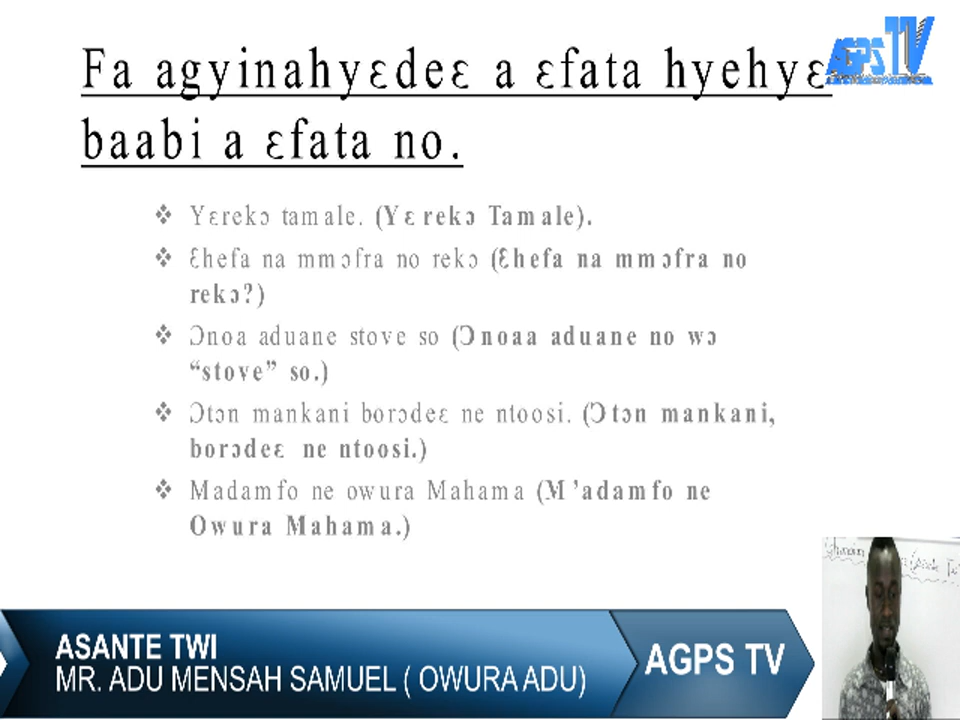 AGPS TV
Fa agyinahyɛdeɛ a ɛfata hyehyɛ
baabi a ɛfata no.
❖ Yɛrekɔ tamale. (Yɛ rekɔ Tamale).
❖ Ɛhefa na mmɔfra no rekɔ (Ɛhefa na mmɔfra no
rekɔ?)
❖ Ɔnoa aduane stove so (Ɔnoaa aduane no wɔ
“stove” so.)
❖ Ɔtɔn mankani borɔdeɛ ne ntoosi. (Ɔtɔn mankani,
borɔdeɛ ne ntoosi.)
❖ Madamfo ne owura Mahama (M’adamfo ne
Owura Mahama.)
ASANTE TWI
MR. ADU MENSAH SAMUEL ( OWURA ADU)
AGPS TV